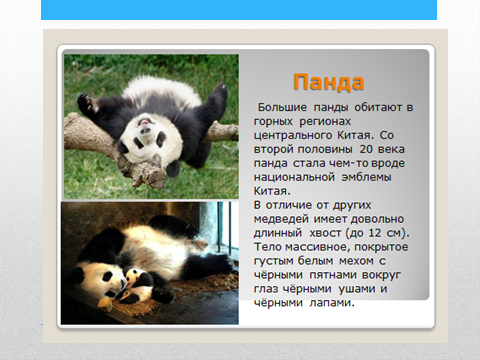 Панда
Большие панды обитают в
горных регионах
центрального Китая. Со
второй половины 20 века
панда стала чем-то вроде
национальной эмблемы
Китая.
В отличие от других
медведей имеет довольно
длинный хвост (до 12 см).
Тело массивное, покрытое
густым белым мехом с
чёрными пятнами вокруг
глаз чёрными ушами и
чёрными лапами.